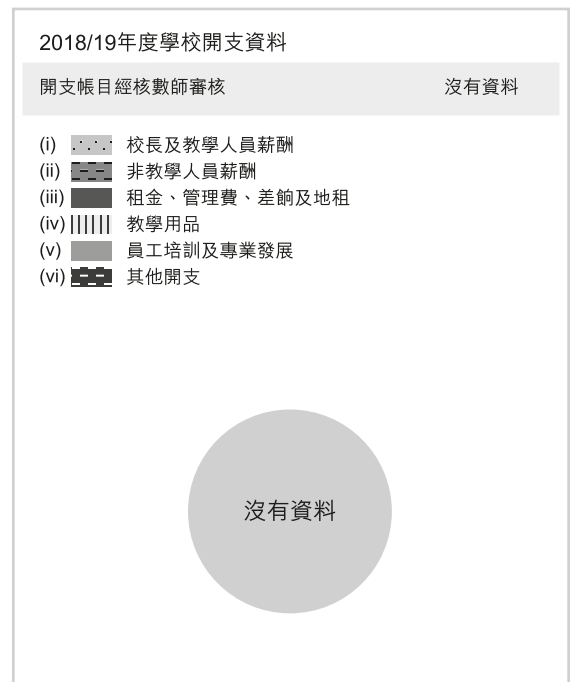 2018/19年度學校開支資料
開支帳目經核數師審核 沒有資料
(i) 校長及教學人員薪酬
(ii) 非教學人員薪酬
(iii) 租金、管理費、差餉及地租
(iv) 教學用品
(v) 員工培訓及專業發展
(vi) 其他開支
沒有資料